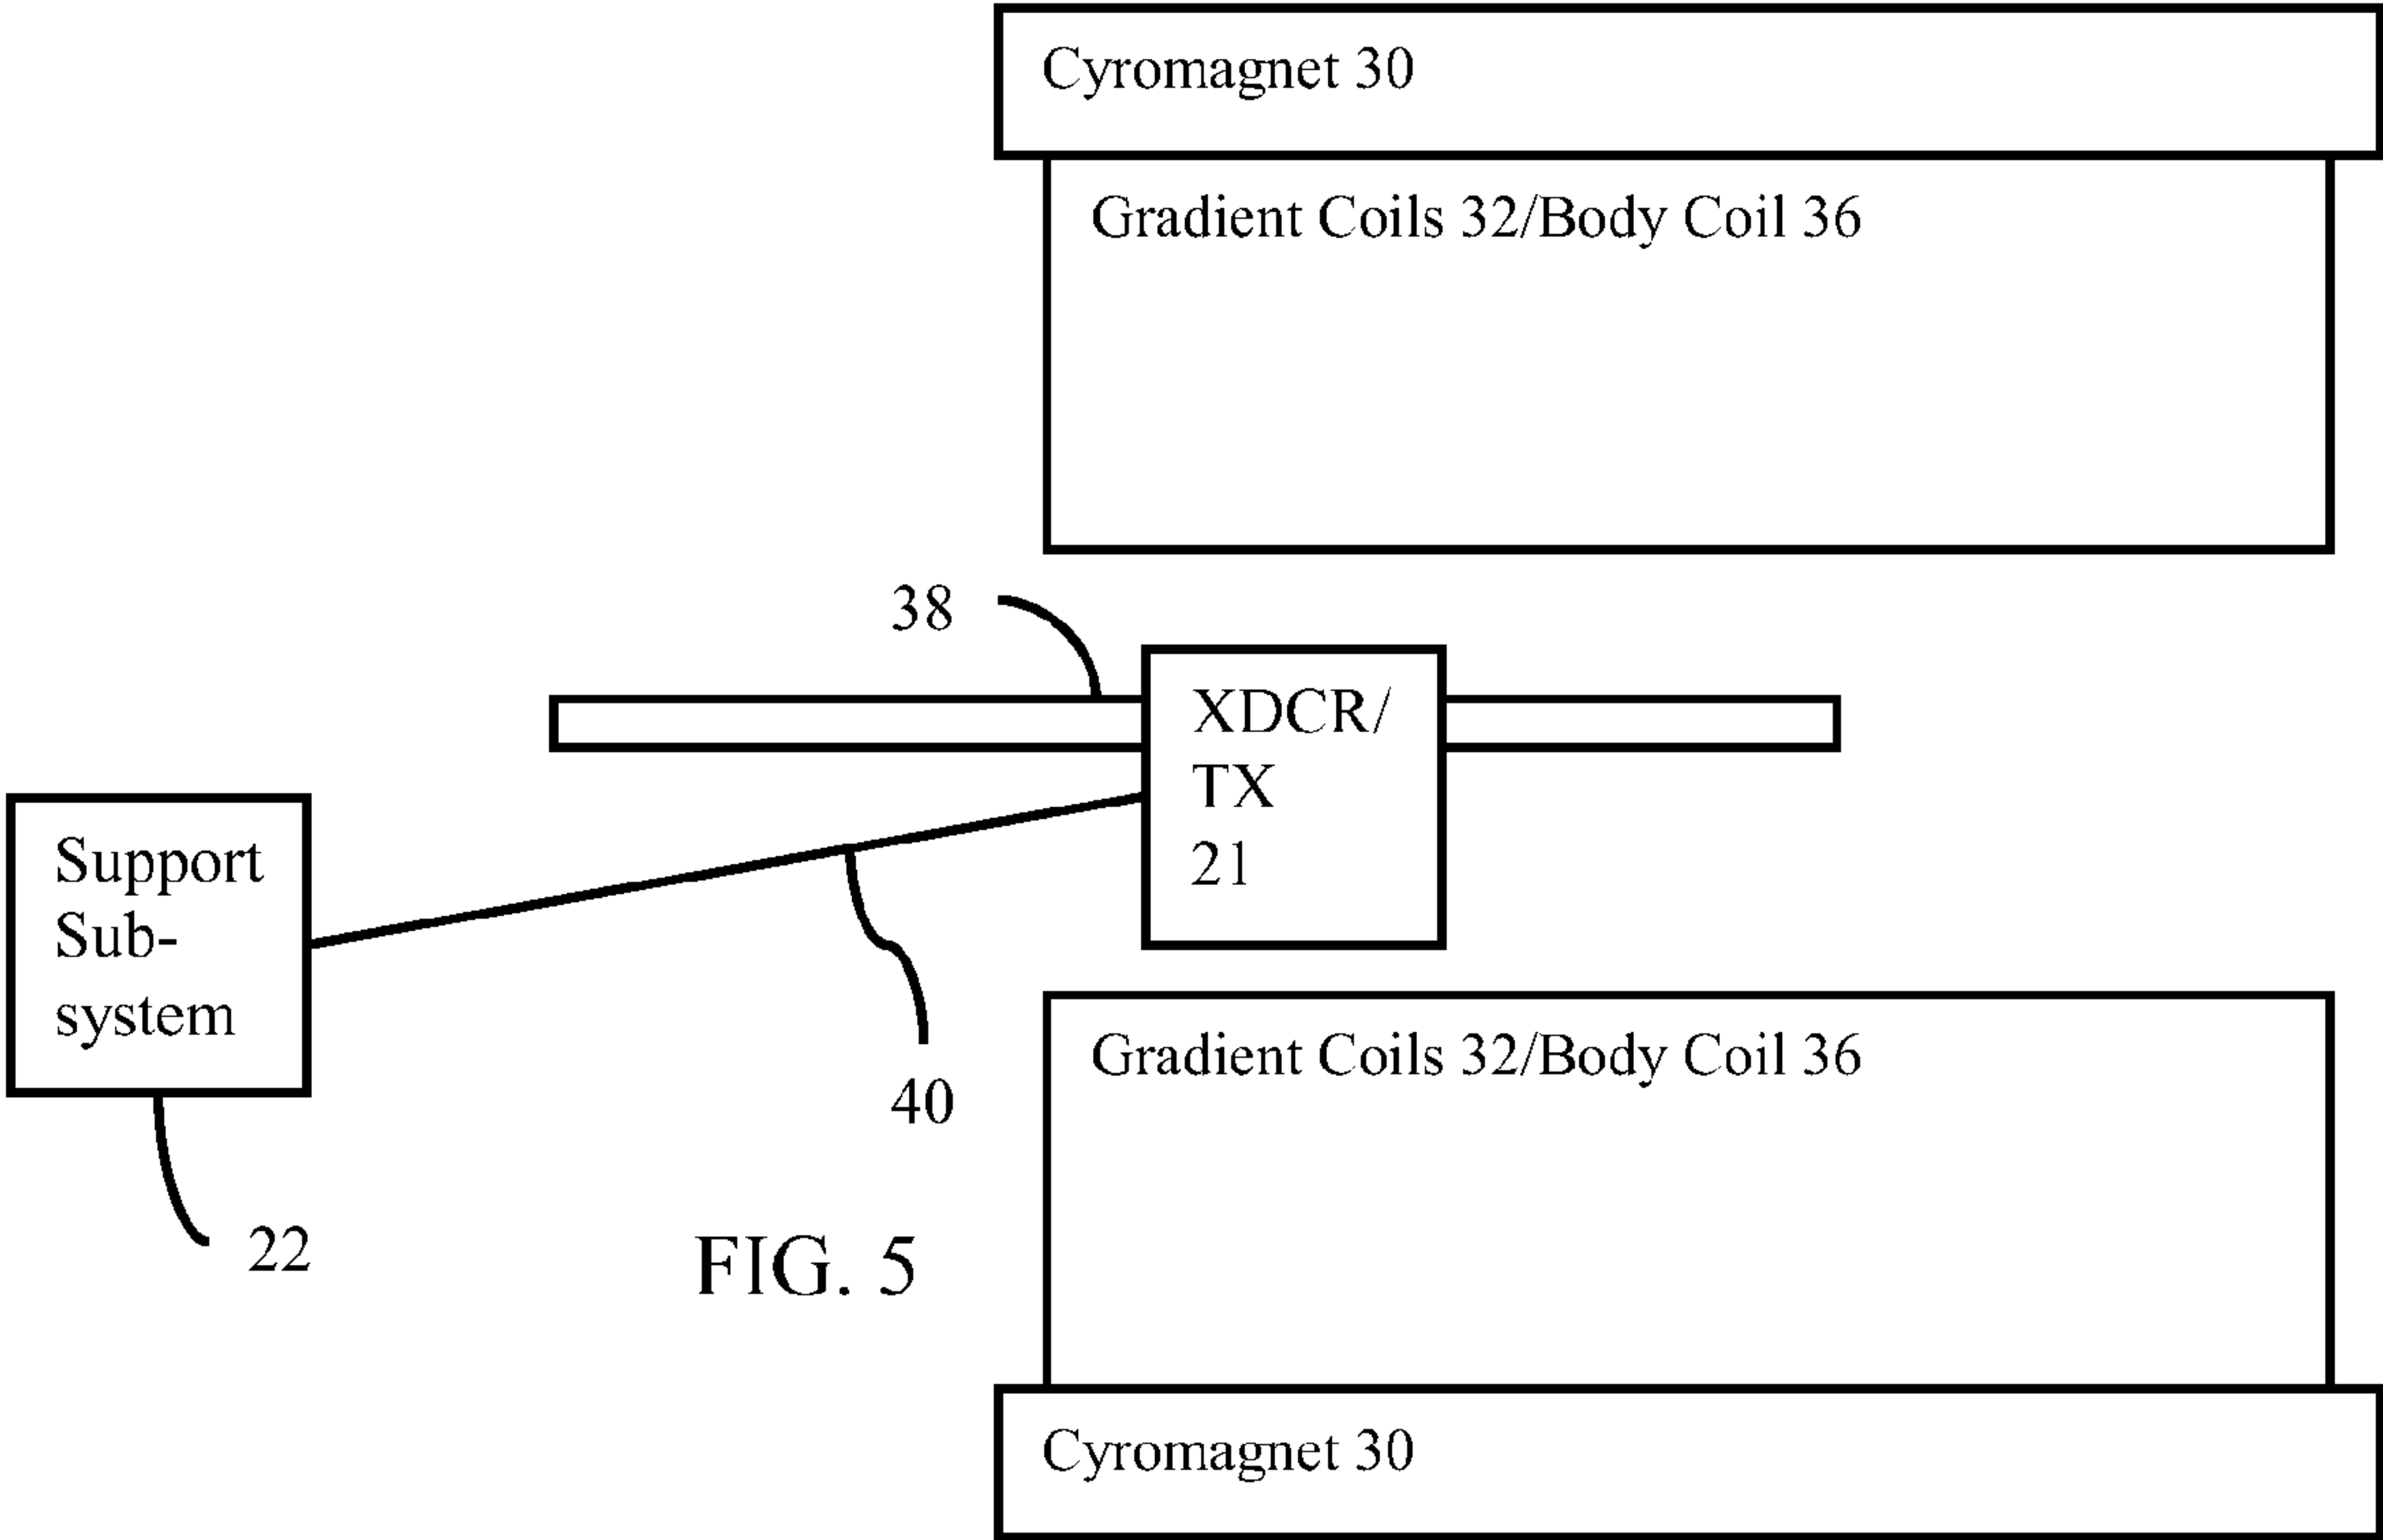 Cyromagnet 30
Gradient Coils 32/Body Coil 36
38
XDCR/
TX
21
Support
Sub-
system
40
22
Gradient Coils 32/Body Coil 36
FIG. 5
Cyromagnet 30